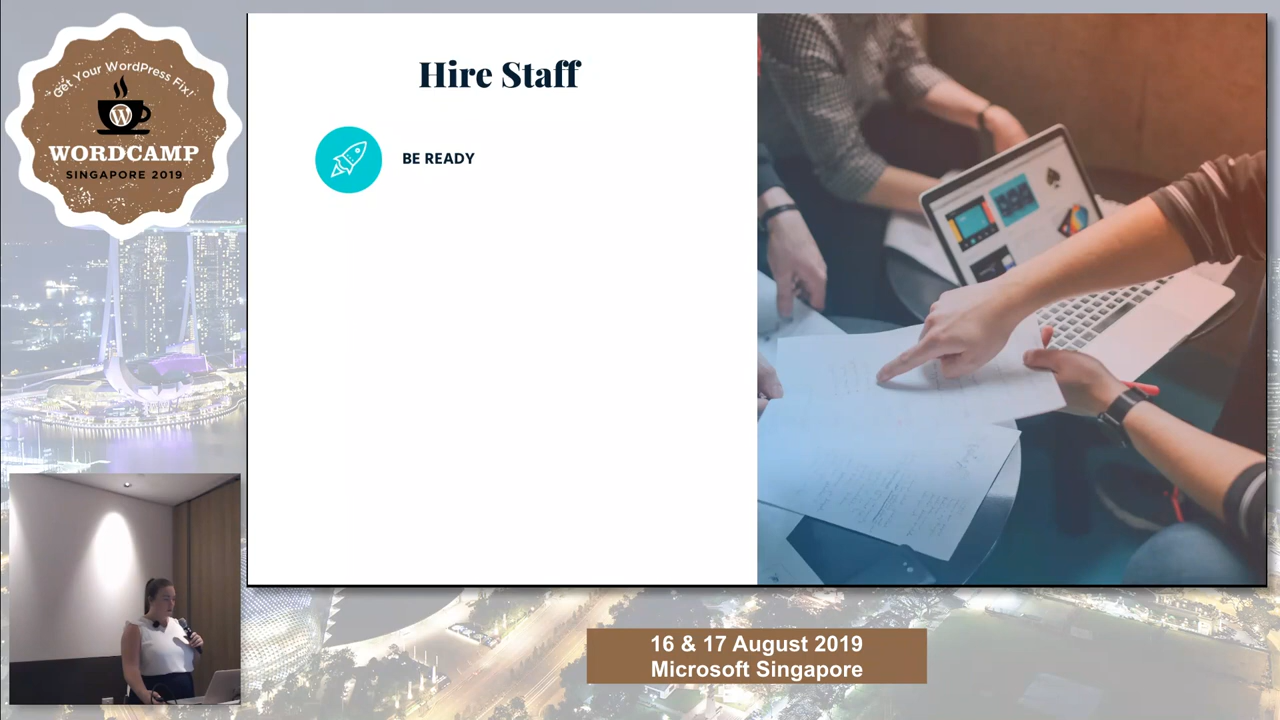 Get Your WordPress Fix!
W
WORDCAMP
SINGAPORE 2019
Hire Staff
BE READY
16 & 17 August 2019
Microsoft Singapore